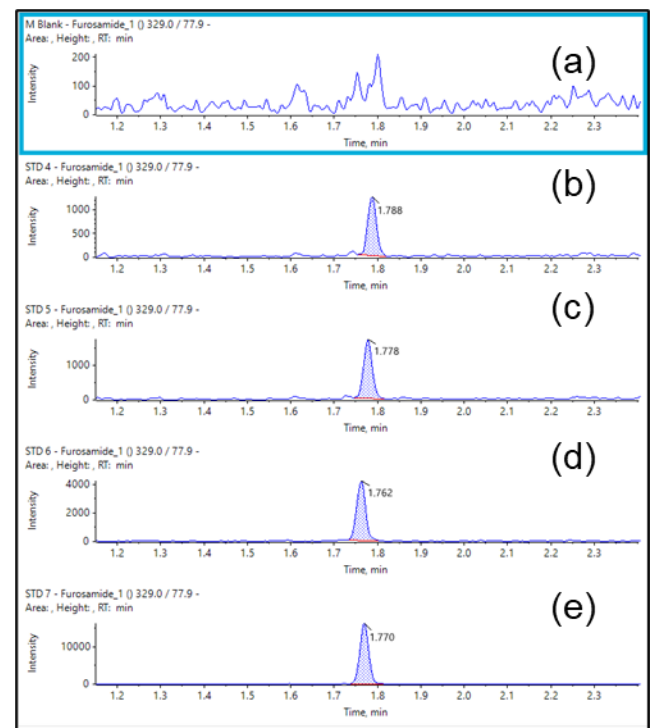 M Blank - Furosamide_1 () 329.0 / 77.9 -
Area: , Height: , RT: min
(a)
Intensity
200
100
0
1.2 1.3 1.4 1.5 1.6 1.7 1.8 1.9 2.0 2.1 2.2 2.3
Time, min
STD 4 - Furosamide_1 () 329.0 / 77.9 -
Area: , Height: , RT: min
(b)
Intensity
1000
500
0
1.788
1.2 1.3 1.4 1.5 1.6 1.7 1.8 1.9 2.0 2.1 2.2 2.3
Time, min
STD 5 - Furosamide_1 () 329.0 / 77.9 -
Area: , Height: , RT: min
(c)
Intensity
1000
0
1.778
1.2 1.3 1.4 1.5 1.6 1.7 1.8 1.9 2.0 2.1 2.2 2.3
Time, min
STD 6 - Furosamide_1 () 329.0 / 77.9 -
Area: , Height: , RT: min
(d)
Intensity
4000
2000
0
1.762
1.2 1.3 1.4 1.5 1.6 1.7 1.8 1.9 2.0 2.1 2.2 2.3
Time, min
STD 7 - Furosamide_1 () 329.0 / 77.9 -
Area: , Height: , RT: min
(e)
Intensity
10000
0
1.770
1.2 1.3 1.4 1.5 1.6 1.7 1.8 1.9 2.0 2.1 2.2 2.3
Time, min